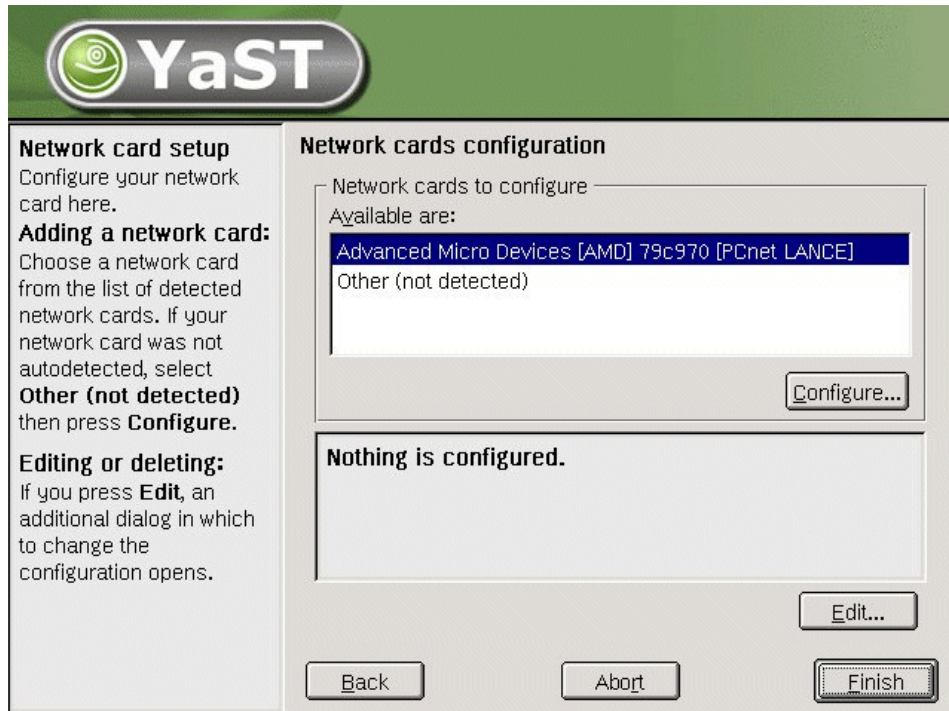 YaST
Network card setup
Configure your network
card here.
Adding a network card:
Choose a network card
from the list of detected
network cards. If your
network card was not
autodetected, select
Other (not detected)
then press Configure.
Editing or deleting:
If you press Edit, an
additional dialog in which
to change the
configuration opens.
Network cards configuration
Network cards to configure
Available are:
Advanced Micro Devices [AMD] 79c970 [PCnet LANCE]
Other (not detected)
Configure...
Nothing is configured.
Edit...
Back
Abort
Finish